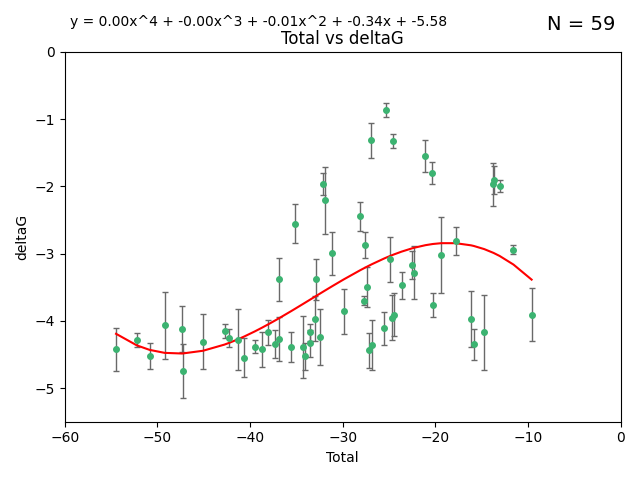 y = 0.00x^4 + -0.00x^3 + -0.01x^2 + -0.34x + -5.58
N = 59
Total vs deltaG
0
−1
−2
−3
−4
−5
deltaG
−60 −50 −40 −30 −20 −10 0
Total